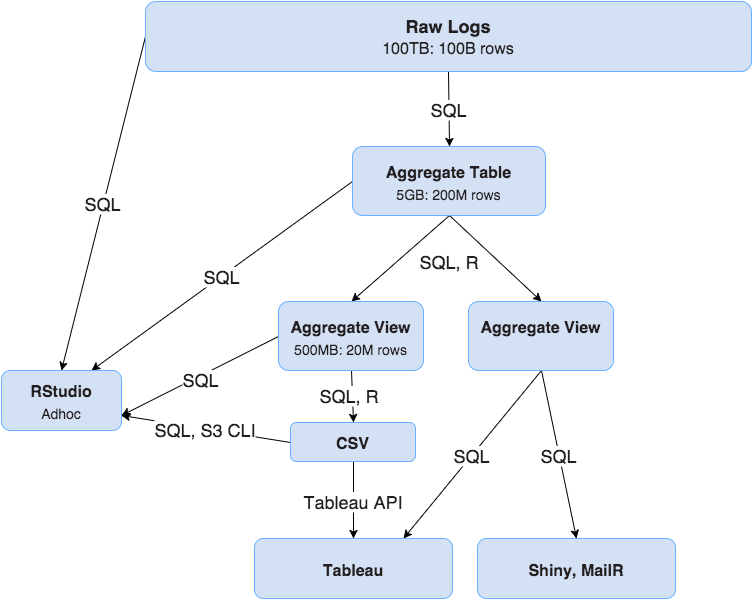 Raw Logs
100TB: 100B rows
SQL
Aggregate Table
5GB: 200M rows
SQL
SQL
SQL, R
Aggregate View
500MB: 20M rows
Aggregate View
RStudio
Adhoc
SQL
SQL, R
SQL, S3 CLI
CSV
SQL
SQL
Tableau API
Tableau
Shiny, MailR